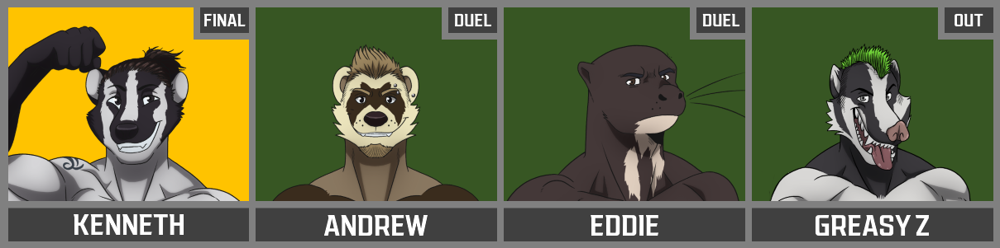 FINAL
DUEL
DUEL
OUT
KENNETH
ANDREW
EDDIE
GREASY Z